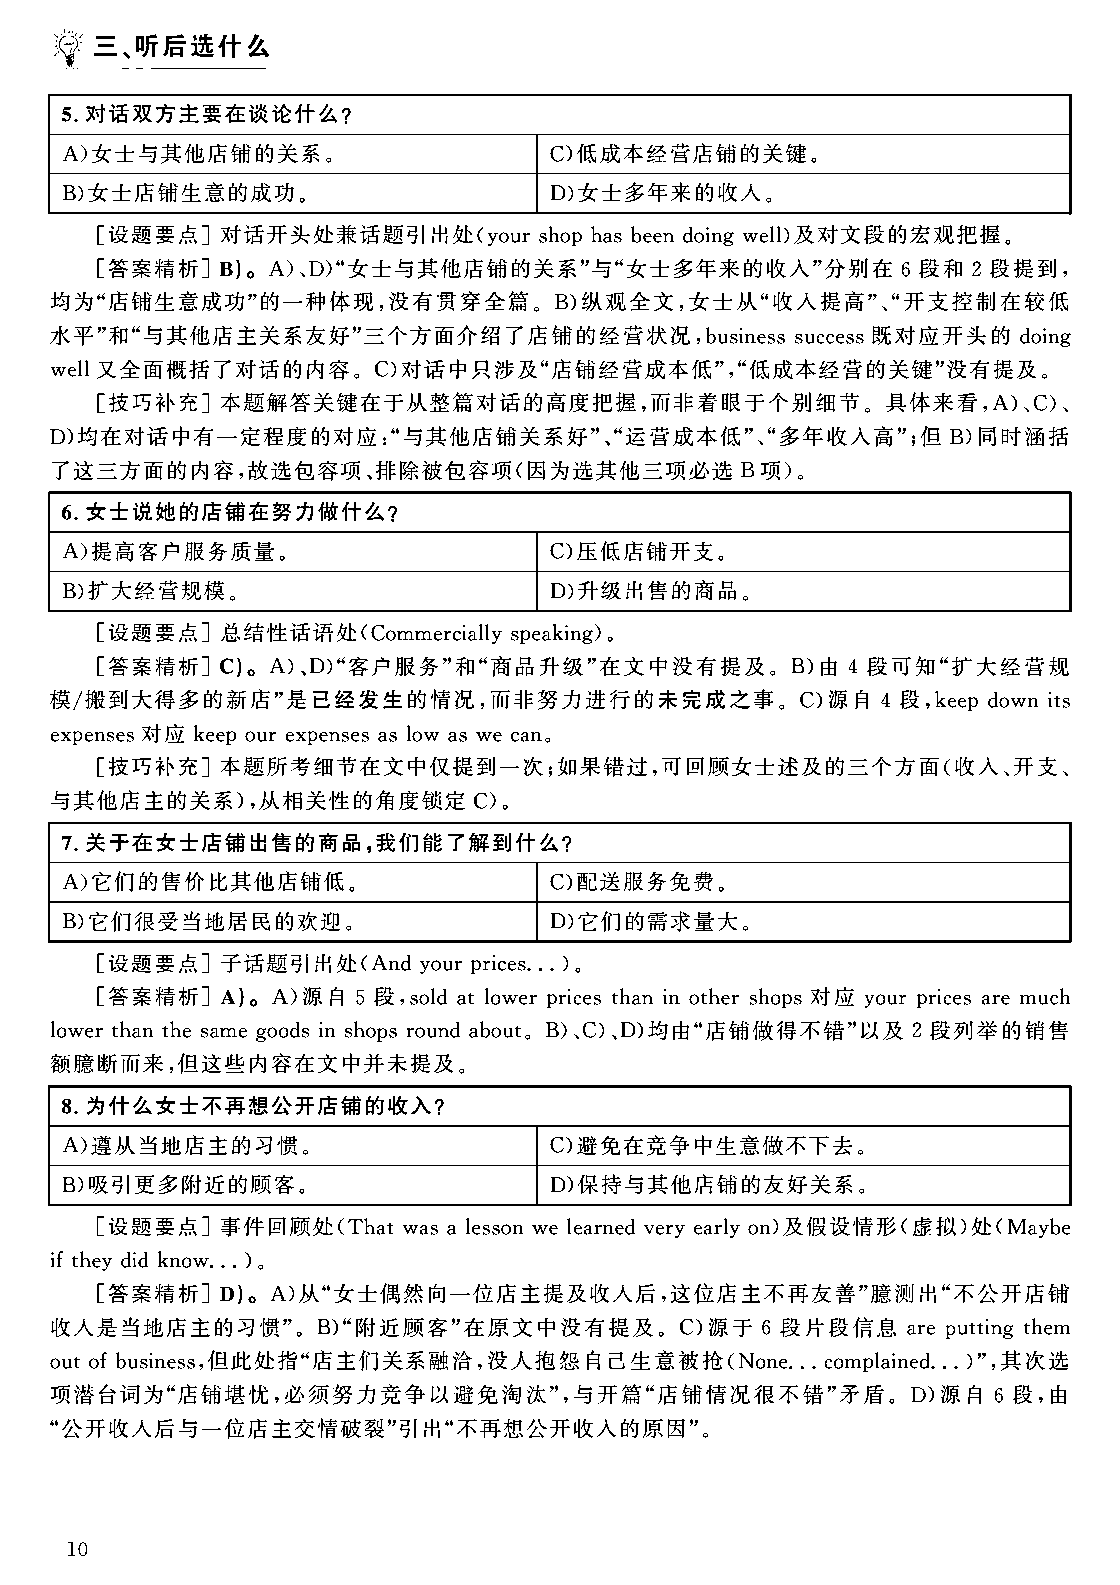 三、听后选什么
5. 对话双方主要在谈论什么?
A)女士与其他店铺的关系。 C)低成本经营店铺的关键。
B)女士店铺生意的成功。 D)女士多年来的收入。
［设题要点］对话开头处兼话题引出处(your shop has been doing well)及对文段的宏观把握。
［答案精析］B)。A)、D)“女士与其他店铺的关系”与“女士多年来的收入”分别在 6 段和 2 段提到,
均为“店铺生意成功”的一种体现,没有贯穿全篇。B)纵观全文,女士从“收入提高”、“开支控制在较低
水平”和“与其他店主关系友好”三个方面介绍了店铺的经营状况,business success 既对应开头的 doing
well 又全面概括了对话的内容。C)对话中只涉及“店铺经营成本低”,“低成本经营的关键”没有提及。
［技巧补充］本题解答关键在于从整篇对话的高度把握,而非着眼于个别细节。具体来看,A)、C)、
D)均在对话中有一定程度的对应:“与其他店铺关系好”、“运营成本低”、“多年收入高”;但 B)同时涵括
了这三方面的内容,故选包容项、排除被包容项(因为选其他三项必选 B 项)。
6. 女士说她的店铺在努力做什么?
A)提高客户服务质量。 C)压低店铺开支。
B)扩大经营规模。 D)升级出售的商品。
［设题要点］总结性话语处(Commercially speaking)。
［答案精析］C)。A)、D)“客户服务”和“商品升级”在文中没有提及。B)由 4 段可知“扩大经营规
模/搬到大得多的新店”是已经发生的情况,而非努力进行的未完成之事。C)源自 4 段,keep down its
expenses 对应 keep our expenses as low as we can。
［技巧补充］本题所考细节在文中仅提到一次;如果错过,可回顾女士述及的三个方面(收入、开支、
与其他店主的关系),从相关性的角度锁定 C)。
7. 关于在女士店铺出售的商品,我们能了解到什么?
A)它们的售价比其他店铺低。 C)配送服务免费。
B)它们很受当地居民的欢迎。 D)它们的需求量大。
［设题要点］子话题引出处(And your prices...)。
［答案精析］A)。A)源自 5 段,sold at lower prices than in other shops 对应 your prices are much
lower than the same goods in shops round about。B)、C)、D)均由“店铺做得不错”以及 2 段列举的销售
额臆断而来,但这些内容在文中并未提及。
8. 为什么女士不再想公开店铺的收入?
A)遵从当地店主的习惯。 C)避免在竞争中生意做不下去。
B)吸引更多附近的顾客。 D)保持与其他店铺的友好关系。
［设题要点］事件回顾处(That was a lesson we learned very early on)及假设情形(虚拟)处(Maybe
if they did know...)。
［答案精析］D)。A)从“女士偶然向一位店主提及收入后,这位店主不再友善”臆测出“不公开店铺
收入是当地店主的习惯”。B)“附近顾客”在原文中没有提及。C)源于 6 段片段信息 are putting them
out of business,但此处指“店主们关系融洽,没人抱怨自己生意被抢(None... complained...)”,其次选
项潜台词为“店铺堪忧,必须努力竞争以避免淘汰”,与开篇“店铺情况很不错”矛盾。D)源自 6 段,由
“公开收入后与一位店主交情破裂”引出“不再想公开收入的原因”。
10